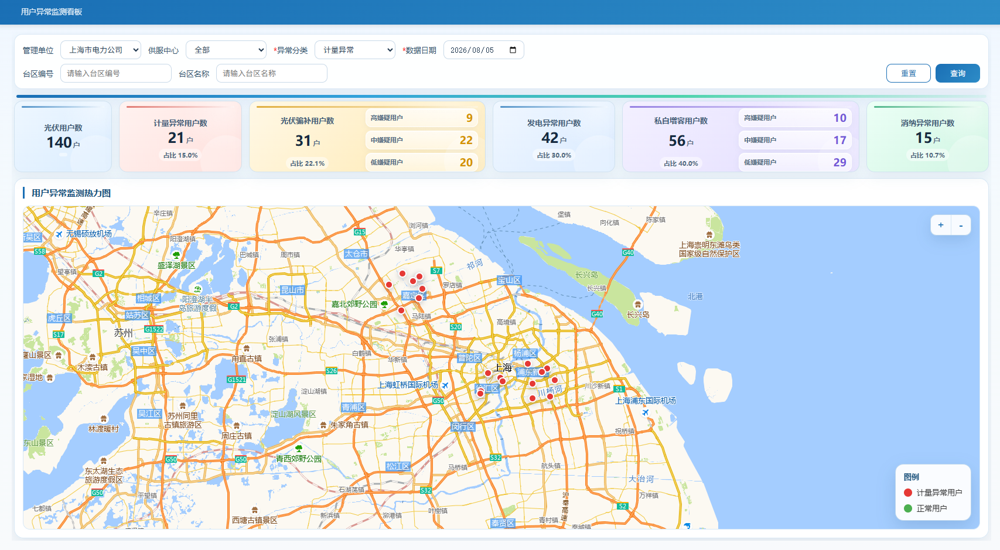 用户异常监测看板
管理单位 上海市电力公司 供服中心 全部 *异常分类 计量异常 *数据日期 2026/08/05
台区编号 请输入台区编号 台区名称 请输入台区名称 重置 查询
光伏用户数
140 户
计量异常用户数
21 户
占比 15.0%
光伏骗补用户数
31 户
占比 22.1%
高嫌疑用户 9
中嫌疑用户 22
低嫌疑用户 20
发电异常用户数
42 户
占比 30.0%
私自增容用户数
56 户
占比 40.0%
高嫌疑用户 10
中嫌疑用户 17
低嫌疑用户 29
消纳异常用户数
15 户
占比 10.7%
用户异常监测热力图
+ -
辛庄镇
浏河镇
堡镇
向化镇
陈家镇
无锡硕放机场
新吴区
阳澄湖镇
G15
上海崇明东滩鸟类
国家级自然保护区
S58
巴城镇
周市镇
太仓市
华亭镇
G40
盛泽湖景区
祁河
望亭镇
G2
S7
长兴岛
昆山市
罗店镇
宝山区
长兴镇
相城区
阳澄湖半
岛旅游度假
嘉定区
北港
G2
嘉北郊野公园
虎丘区
姑苏区
马陆镇
高境镇
G40
长兴岛
G1522
苏州
S17
S20
张浦镇
吴中区
白鹤镇
华新镇
普陀区
杨浦区
甪直古镇
木渎古镇
上海
浦东新区
S26
G1521
上海虹桥国际机场
徐汇区
川杨河
川沙新镇
S1
淀山湖镇
G50
上海浦东国际机场
青浦区
吴江区
苏州同里
古镇旅游区
淀山湖风景区
朱家角古镇
林渡暖村
闵行区
祝桥镇
周庄古镇
东山景区
青西郊野公园
G50
G50
S32
松江区
马桥镇
航头镇
东太湖生态
旅游度假区
大治河
G50
平望镇
石湖荡镇
S32
沪奉高速
万祥镇
七都镇
S2
叶榭镇
西塘古镇景区
新浜镇
泖港镇
青村镇
奉贤区
奉城镇
图例
计量异常用户
正常用户